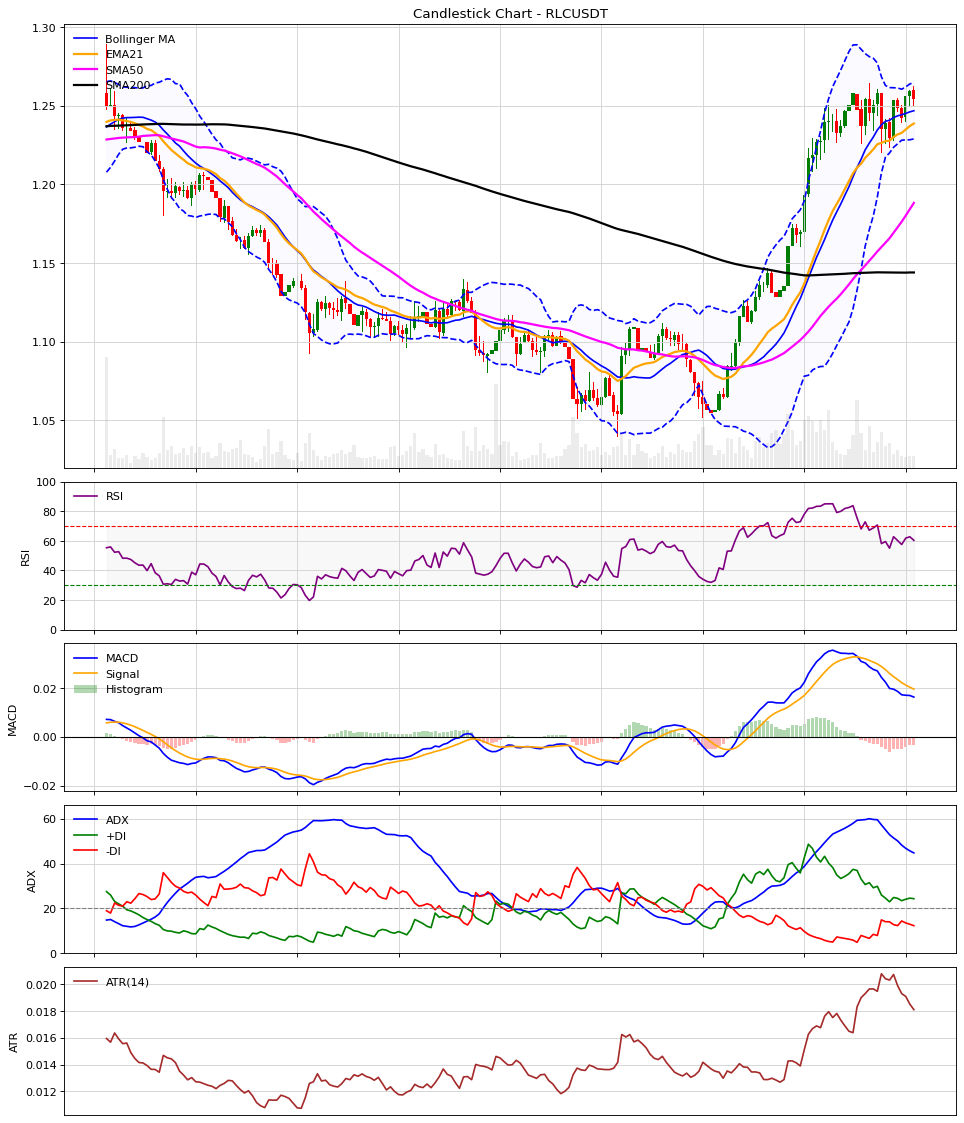 Candlestick Chart - RLCUSDT
1.30
1.25
1.20
1.15
1.10
1.05
Bollinger MA
EMA21
SMA50
SMA200
100
80
60
40
20
0
RSI
RSI
0.02
0.00
−0.02
MACD
MACD
Signal
Histogram
60
40
20
0
ADX
ADX
+DI
-DI
0.020
0.018
0.016
0.014
0.012
ATR
ATR(14)